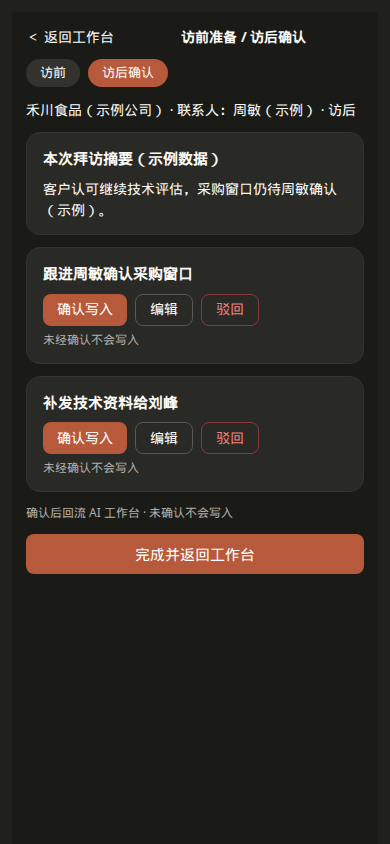 < 返回工作台
访前准备 / 访后确认
访前
访后确认
禾川食品（示例公司）· 联系人：周敏（示例）· 访后
本次拜访摘要（示例数据）
客户认可继续技术评估，采购窗口仍待周敏确认
（示例）。
跟进周敏确认采购窗口
确认写入
编辑
驳回
未经确认不会写入
补发技术资料给刘峰
确认写入
编辑
驳回
未经确认不会写入
确认后回流 AI 工作台 · 未确认不会写入
完成并返回工作台